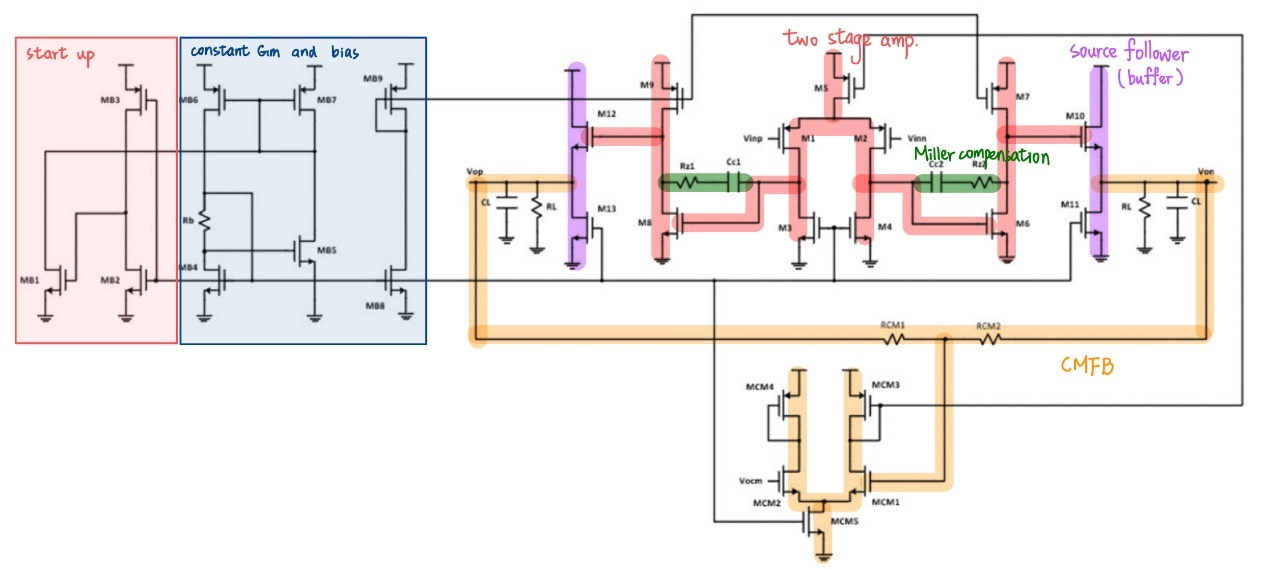 start up
constant Gm and bias
two stage amp.
source follower
(buffer)
MB3
MB6
MB7
MB9
M9
M5
M7
M12
M10
Vinp
M1
M2
Vinn
Miller compensation
Rz1
Cc1
Cc2
Rz2
Vop
Von
CL
RL
RL
CL
Rb
M13
M8
M3
M4
M6
M11
MB5
MB1
MB2
MB4
MB8
RCM1
RCM2
CMFB
MCM4
MCM3
Vocm
MCM2
MCM1
MCM5